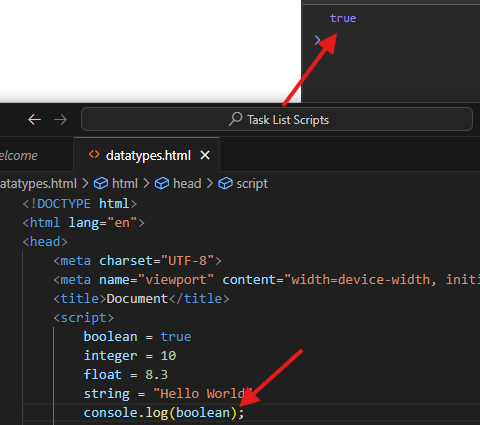 true
>
Task List Scripts
elcome
datatypes.html
atatypes.html > html > head > script
<!DOCTYPE html>
<html lang="en">
<head>
<meta charset="UTF-8">
<meta name="viewport" content="width=device-width, initi
<title>Document</title>
<script>
boolean = true
integer = 10
float = 8.3
string = "Hello World"
console.log(boolean);